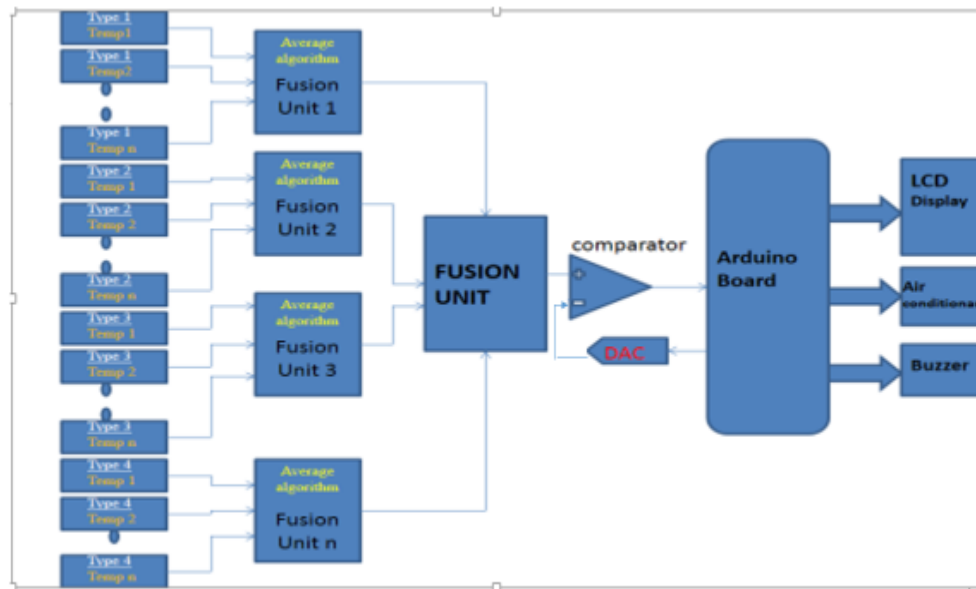 Type 1
Temp1
Type 1
Temp2
Type 1
Temp n
Type 2
Temp 1
Type 2
Temp 2
Type 2
Temp n
Type 3
Temp 1
Type 3
Temp 2
Type 3
Temp n
Type 4
Temp 1
Type 4
Temp 2
Type 4
Temp n
Average
algorithm
Fusion
Unit 1
Average
algorithm
Fusion
Unit 2
Average
algorithm
Fusion
Unit 3
Average
algorithm
Fusion
Unit n
FUSION
UNIT
comparator
DAC
Arduino
Board
LCD
Display
Air
conditionar
Buzzer